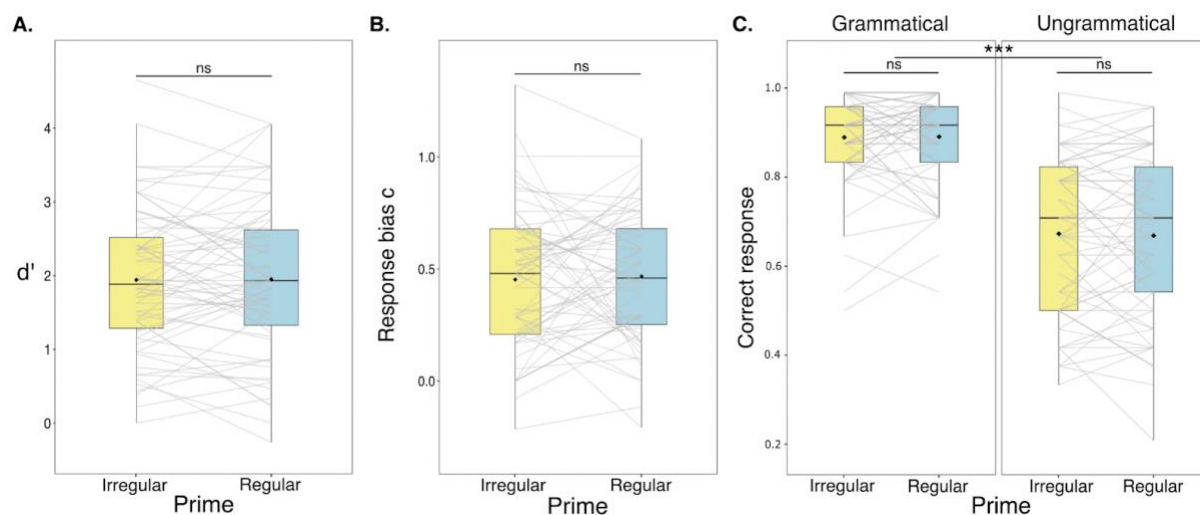 A.
ns
d'
4
3
2
1
0
Irregular
Regular
Prime
B.
ns
Response bias c
1.0
0.5
0.0
Irregular
Regular
Prime
C.
Grammatical
Ungrammatical
***
ns
ns
Correct response
1.0
0.8
0.6
0.4
0.2
Irregular
Regular
Irregular
Regular
Prime